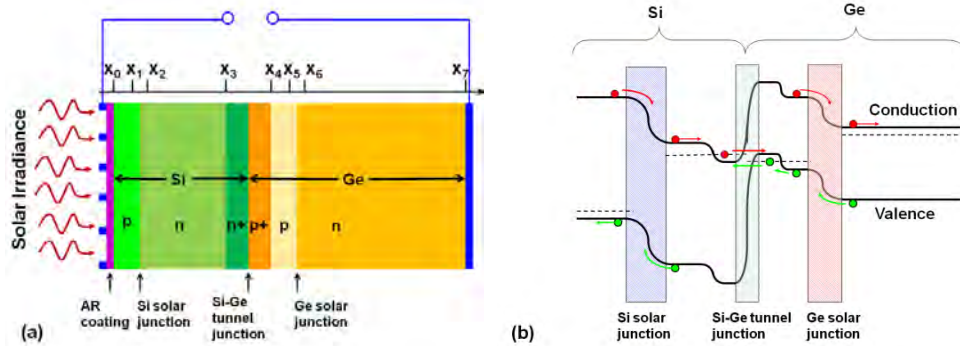 X0 X1 X2 X3 X4 X5 X6 X7
Solar Irradiance
Si Ge
p n n+ p+ p n
AR
coating
Si solar
junction
Si-Ge
tunnel
junction
Ge solar
junction
(a)
Si Ge
Conduction
Valence
Si solar
junction
Si-Ge tunnel
junction
Ge solar
junction
(b)